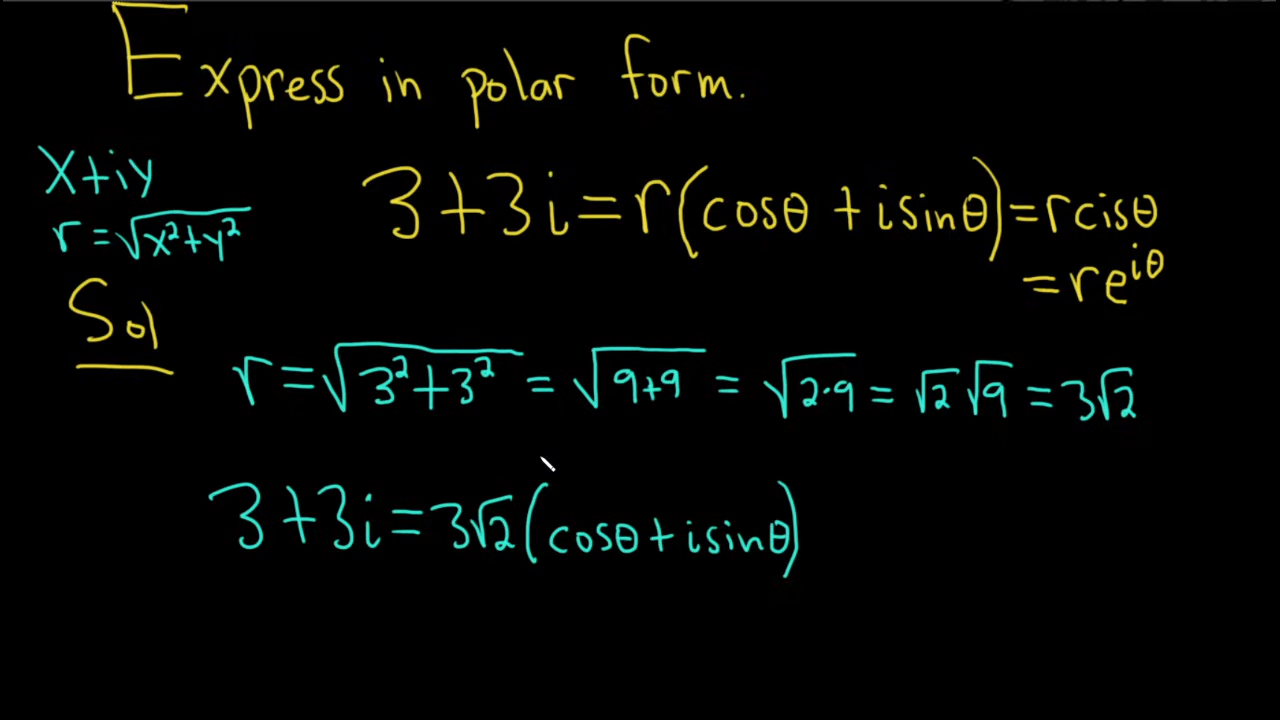 Express in polar form.
x+iy
3+3i=r(cosθ+isinθ)=rcisθ
r=√x²+y²
=re^iθ
Sol
r=√3²+3² = √9+9 = √2·9 = √2√9 = 3√2
3+3i=3√2(cosθ+isinθ)